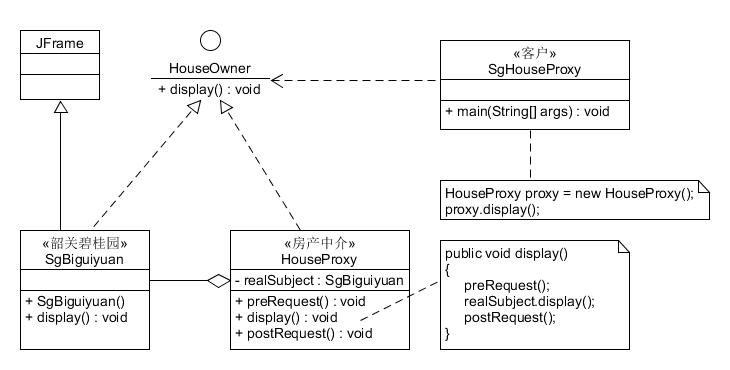 JFrame
HouseOwner
+ display() : void
«客户»
SgHouseProxy
+ main(String[] args) : void
HouseProxy proxy = new HouseProxy();
proxy.display();
«韶关碧桂园»
SgBiguiyuan
+ SgBiguiyuan()
+ display() : void
«房产中介»
HouseProxy
- realSubject : SgBiguiyuan
+ preRequest() : void
+ display() : void
+ postRequest() : void
public void display()
{
preRequest();
realSubject.display();
postRequest();
}